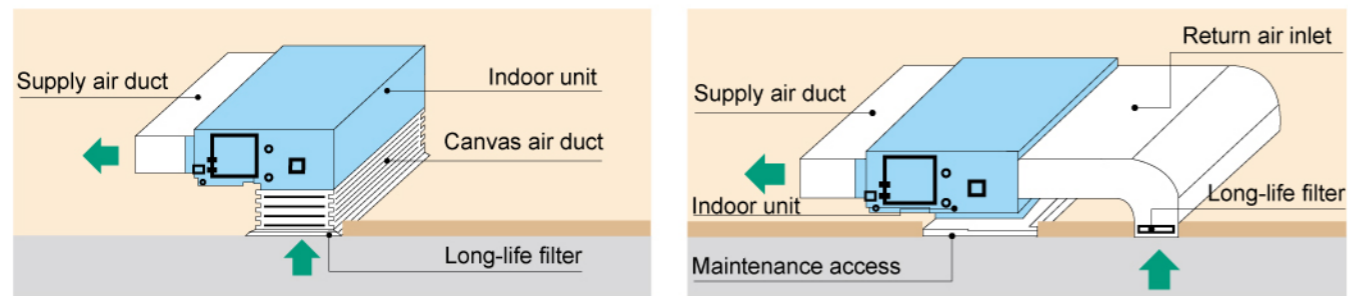 Supply air duct
Indoor unit
Canvas air duct
Long-life filter
Return air inlet
Supply air duct
Indoor unit
Long-life filter
Maintenance access